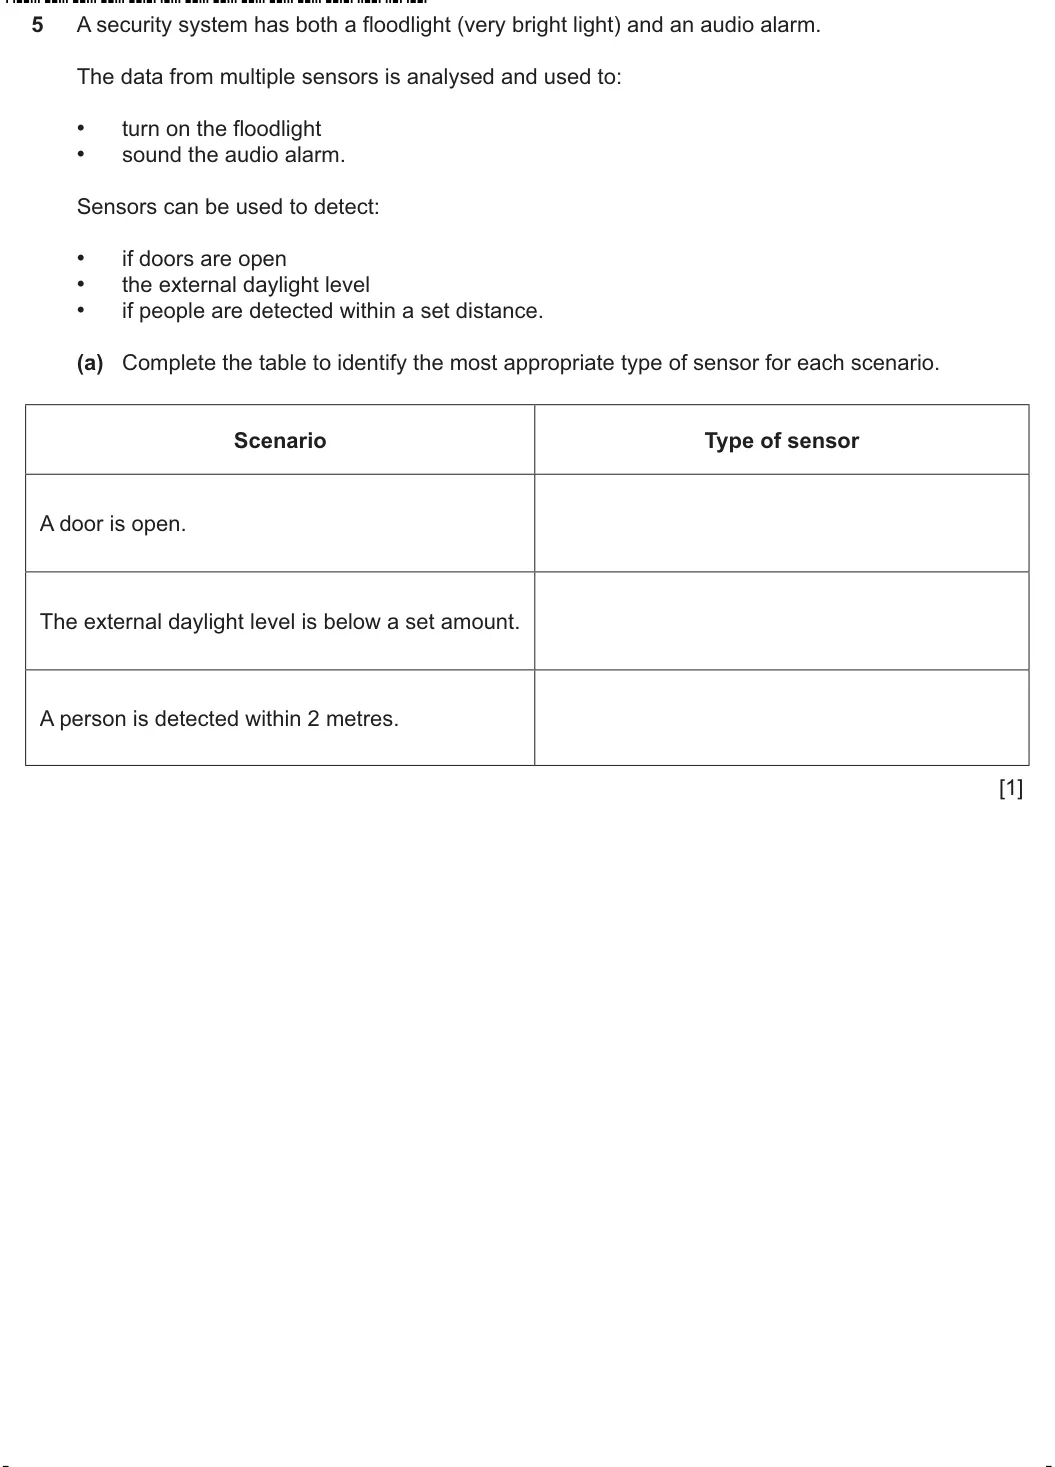 5 A security system has both a floodlight (very bright light) and an audio alarm.
The data from multiple sensors is analysed and used to:
• turn on the floodlight
• sound the audio alarm.
Sensors can be used to detect:
• if doors are open
• the external daylight level
• if people are detected within a set distance.
(a) Complete the table to identify the most appropriate type of sensor for each scenario.
Scenario Type of sensor
A door is open.
The external daylight level is below a set amount.
A person is detected within 2 metres.
[1]